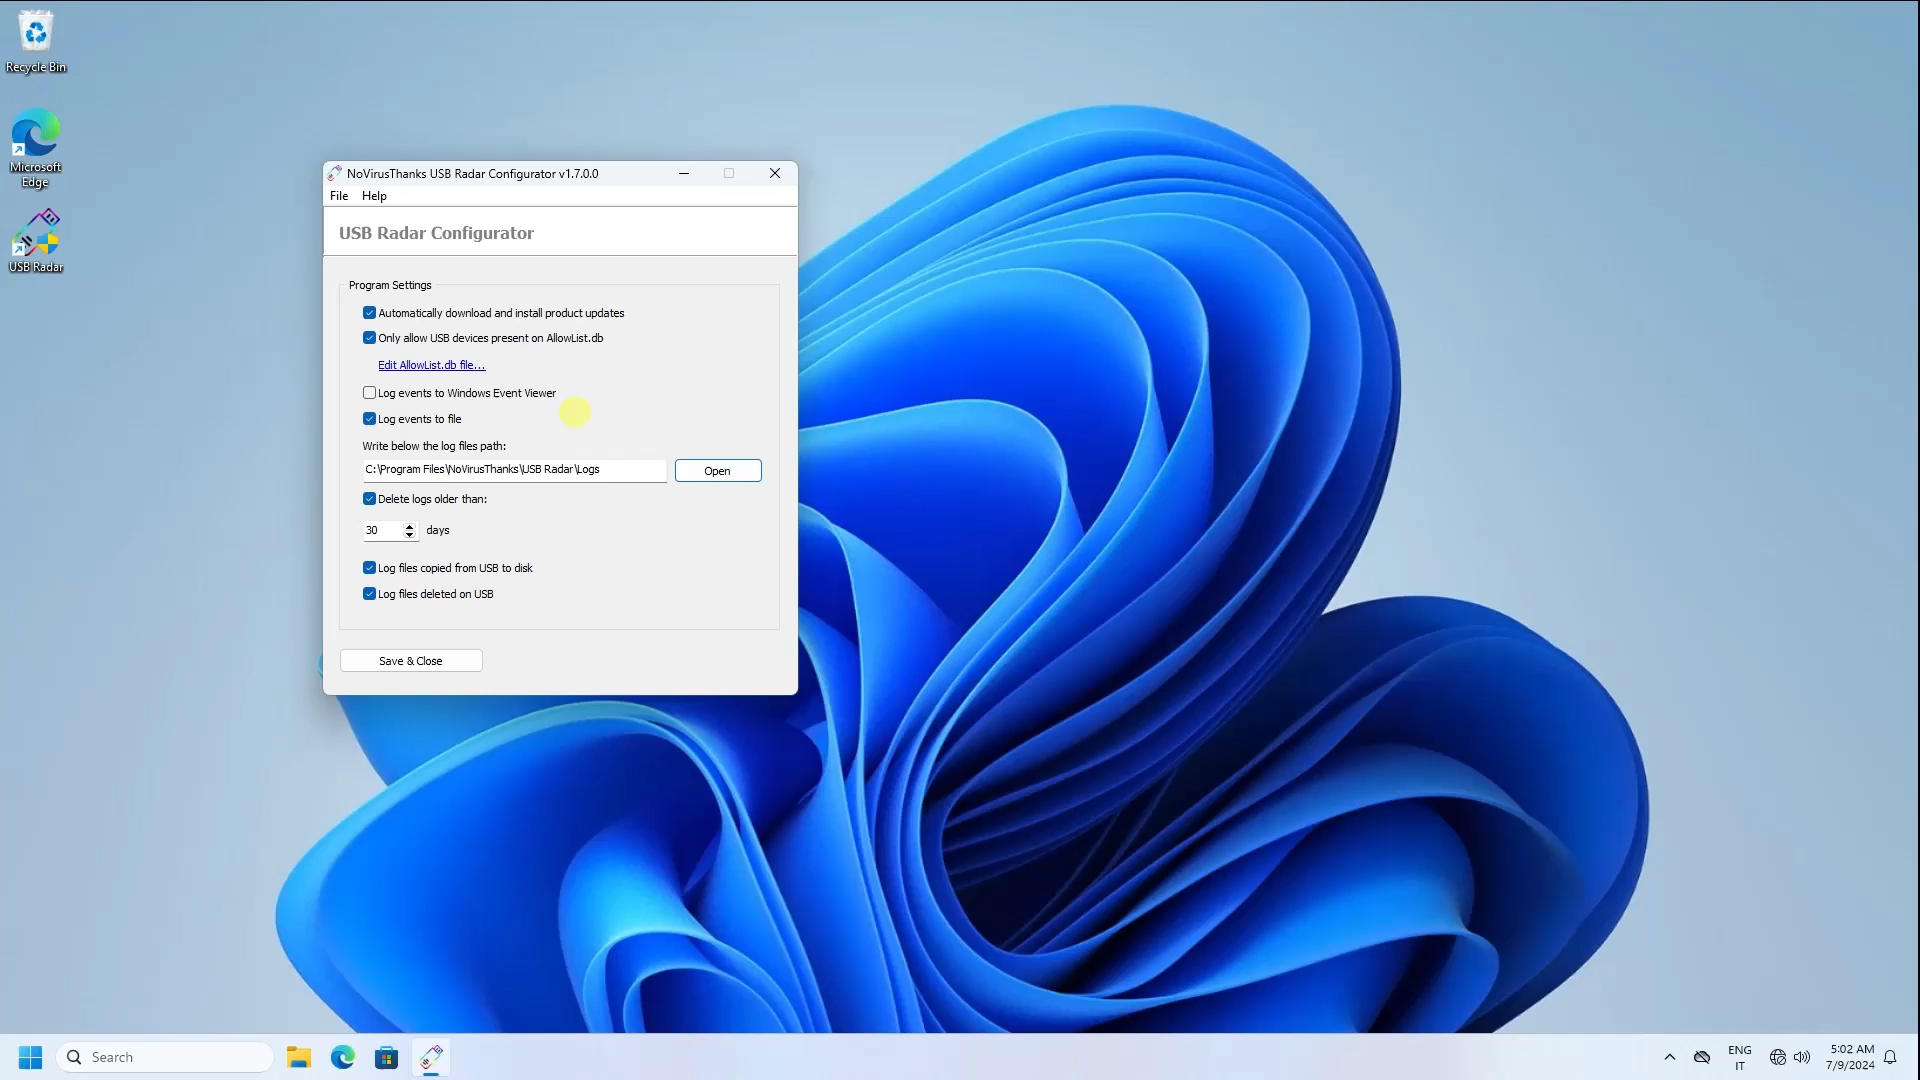 Recycle Bin
Microsoft
Edge
USB Radar
NoVirusThanks USB Radar Configurator v1.7.0.0
File Help
USB Radar Configurator
Program Settings
Automatically download and install product updates
Only allow USB devices present on AllowList.db
Edit AllowList.db file...
Log events to Windows Event Viewer
Log events to file
Write below the log files path:
C:\Program Files\NoVirusThanks\USB Radar\Logs
Open
Delete logs older than:
30 days
Log files copied from USB to disk
Log files deleted on USB
Save & Close
Search
ENG
IT
5:02 AM
7/9/2024